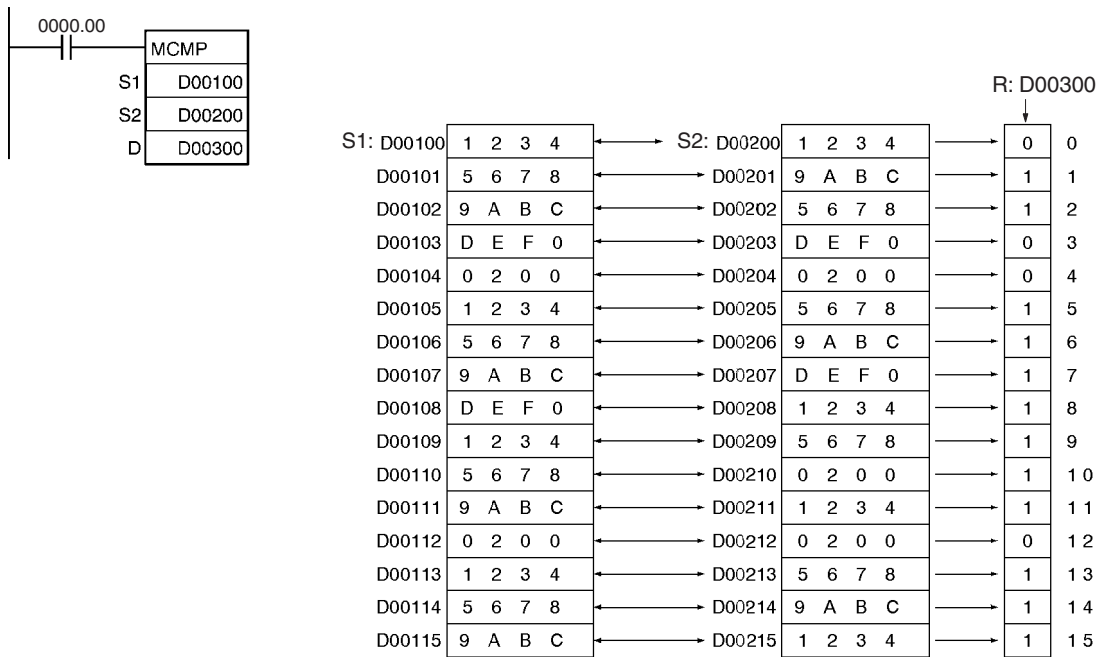 0000.00
MCMP
S1 D00100
S2 D00200
D D00300
R: D00300
S1: D00100 1 2 3 4 S2: D00200 1 2 3 4 0 0
D00101 5 6 7 8 D00201 9 A B C 1 1
D00102 9 A B C D00202 5 6 7 8 1 2
D00103 D E F 0 D00203 D E F 0 0 3
D00104 0 2 0 0 D00204 0 2 0 0 0 4
D00105 1 2 3 4 D00205 5 6 7 8 1 5
D00106 5 6 7 8 D00206 9 A B C 1 6
D00107 9 A B C D00207 D E F 0 1 7
D00108 D E F 0 D00208 1 2 3 4 1 8
D00109 1 2 3 4 D00209 5 6 7 8 1 9
D00110 5 6 7 8 D00210 0 2 0 0 1 10
D00111 9 A B C D00211 1 2 3 4 1 11
D00112 0 2 0 0 D00212 0 2 0 0 0 12
D00113 1 2 3 4 D00213 5 6 7 8 1 13
D00114 5 6 7 8 D00214 9 A B C 1 14
D00115 9 A B C D00215 1 2 3 4 1 15